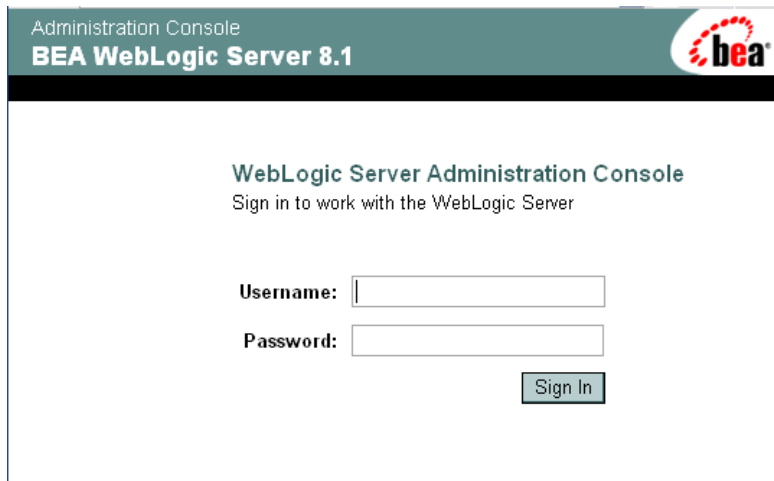 Administration Console
BEA WebLogic Server 8.1
bea
WebLogic Server Administration Console
Sign in to work with the WebLogic Server
Username:
Password:
Sign In